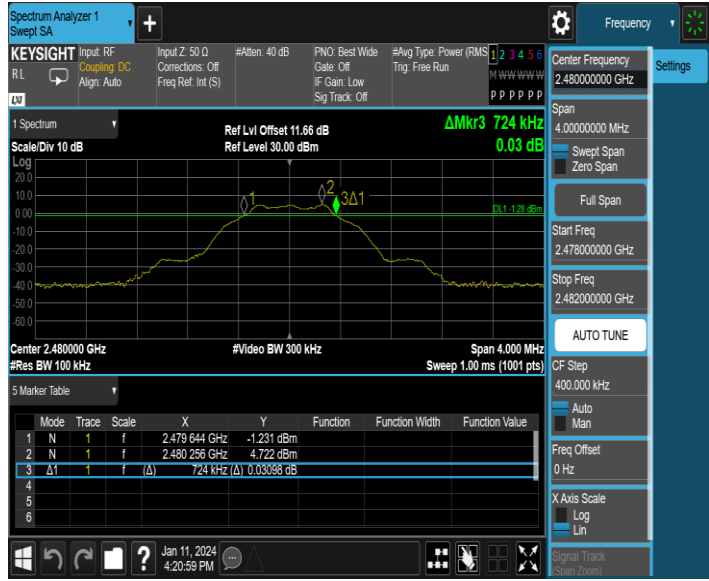 Spectrum Analyzer 1
Swept SA
Frequency
KEYSIGHT
RL
LXI
Input: RF
Coupling: DC
Align: Auto
Input Z: 50 Ω
Corrections: Off
Freq Ref: Int (S)
#Atten: 40 dB
PNO: Best Wide
Gate: Off
IF Gain: Low
Sig Track: Off
#Avg Type: Power (RMS
Trig: Free Run
1 2 3 4 5 6
M W W W W W
P P P P P P
Center Frequency
2.480000000 GHz
Settings
Span
4.00000000 MHz
Swept Span
Zero Span
Full Span
Start Freq
2.478000000 GHz
Stop Freq
2.482000000 GHz
AUTO TUNE
CF Step
400.000 kHz
Auto
Man
Freq Offset
0 Hz
X Axis Scale
Log
Lin
Signal Track
(Span Zoom)
1 Spectrum
Scale/Div 10 dB
Ref Lvl Offset 11.66 dB
Ref Level 30.00 dBm
ΔMkr3 724 kHz
0.03 dB
Log
20.0
10.0
0.00
-10.0
-20.0
-30.0
-40.0
-50.0
-60.0
1
2
3Δ1
DL1 -1.28 dBm
Center 2.480000 GHz
#Res BW 100 kHz
#Video BW 300 kHz
Span 4.000 MHz
Sweep 1.00 ms (1001 pts)
5 Marker Table
Mode Trace Scale X Y Function Function Width Function Value
1 N 1 f 2.479 644 GHz -1.231 dBm
2 N 1 f 2.480 256 GHz 4.722 dBm
3 Δ1 1 f (Δ) 724 kHz (Δ) 0.03098 dB
4
5
6
?
Jan 11, 2024
4:20:59 PM